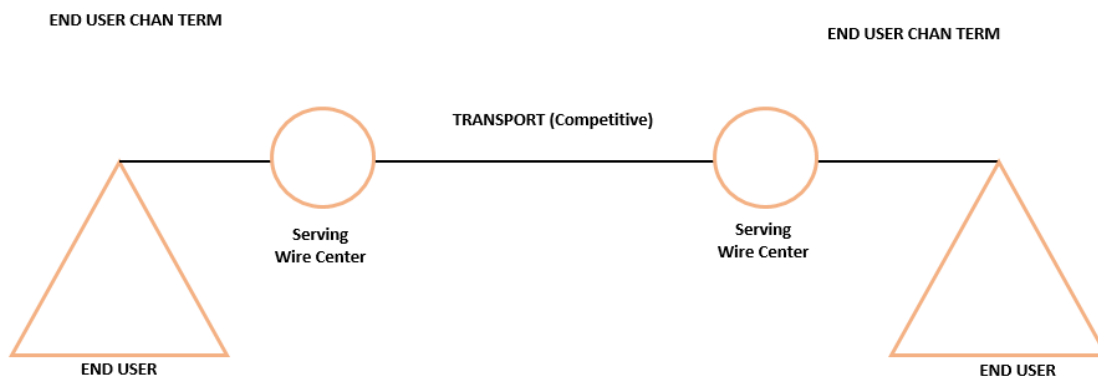 END USER CHAN TERM
END USER CHAN TERM
TRANSPORT (Competitive)
Serving
Wire Center
Serving
Wire Center
END USER
END USER